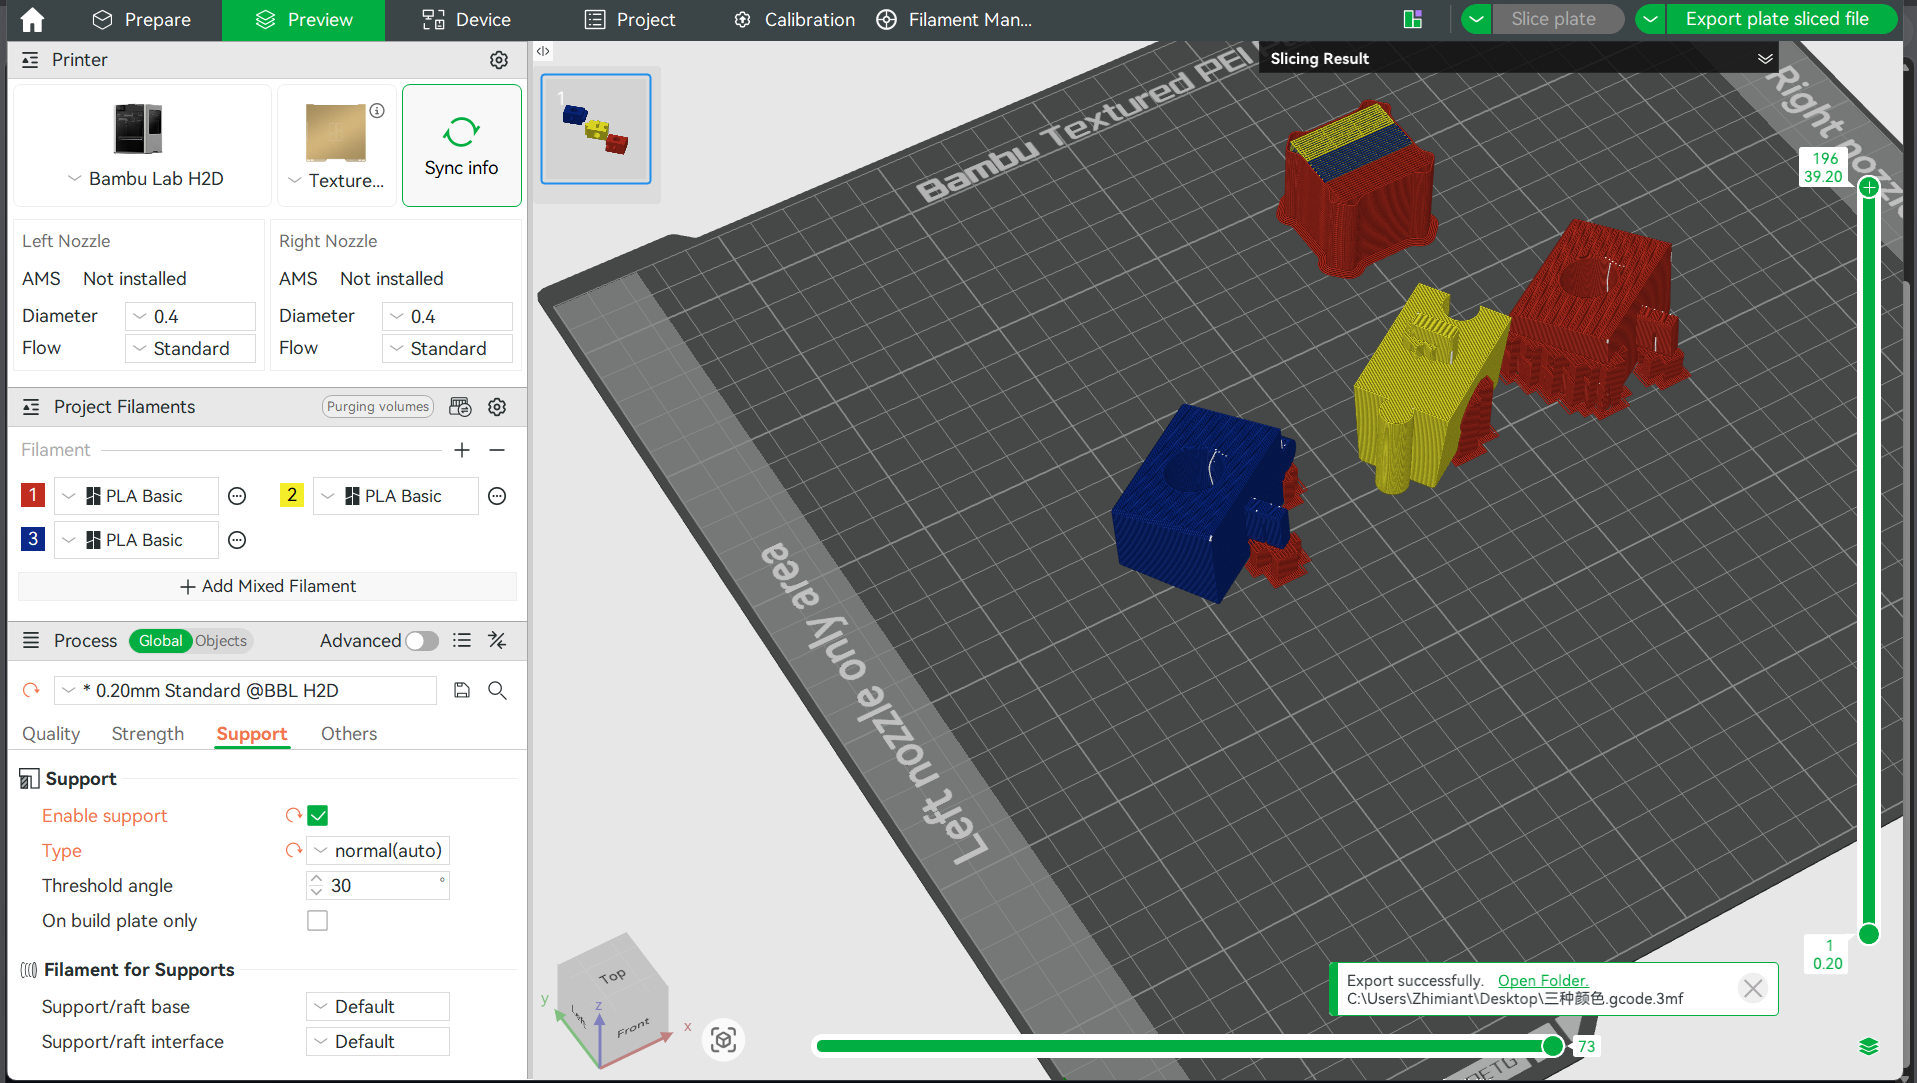 Prepare
Preview
Device
Project
Calibration
Filament Man...
Slice plate
Export plate sliced file
Printer
Bambu Lab H2D
Texture...
Sync info
Left Nozzle
AMS Not installed
Diameter 0.4
Flow Standard
Right Nozzle
AMS Not installed
Diameter 0.4
Flow Standard
Project Filaments
Purging volumes
Filament
1 PLA Basic
2 PLA Basic
3 PLA Basic
Add Mixed Filament
Process Global Objects Advanced
* 0.20mm Standard @BBL H2D
Quality
Strength
Support
Others
Support
Enable support
Type normal(auto)
Threshold angle 30 °
On build plate only
Filament for Supports
Support/raft base Default
Support/raft interface Default
1
Slicing Result
Bambu Textured PEI
Left nozzle only area
196
39.20
1
0.20
Export successfully. Open Folder.
C:\Users\Zhimiant\Desktop\三种颜色.gcode.3mf
73
Top
Left
Front
x
y
z